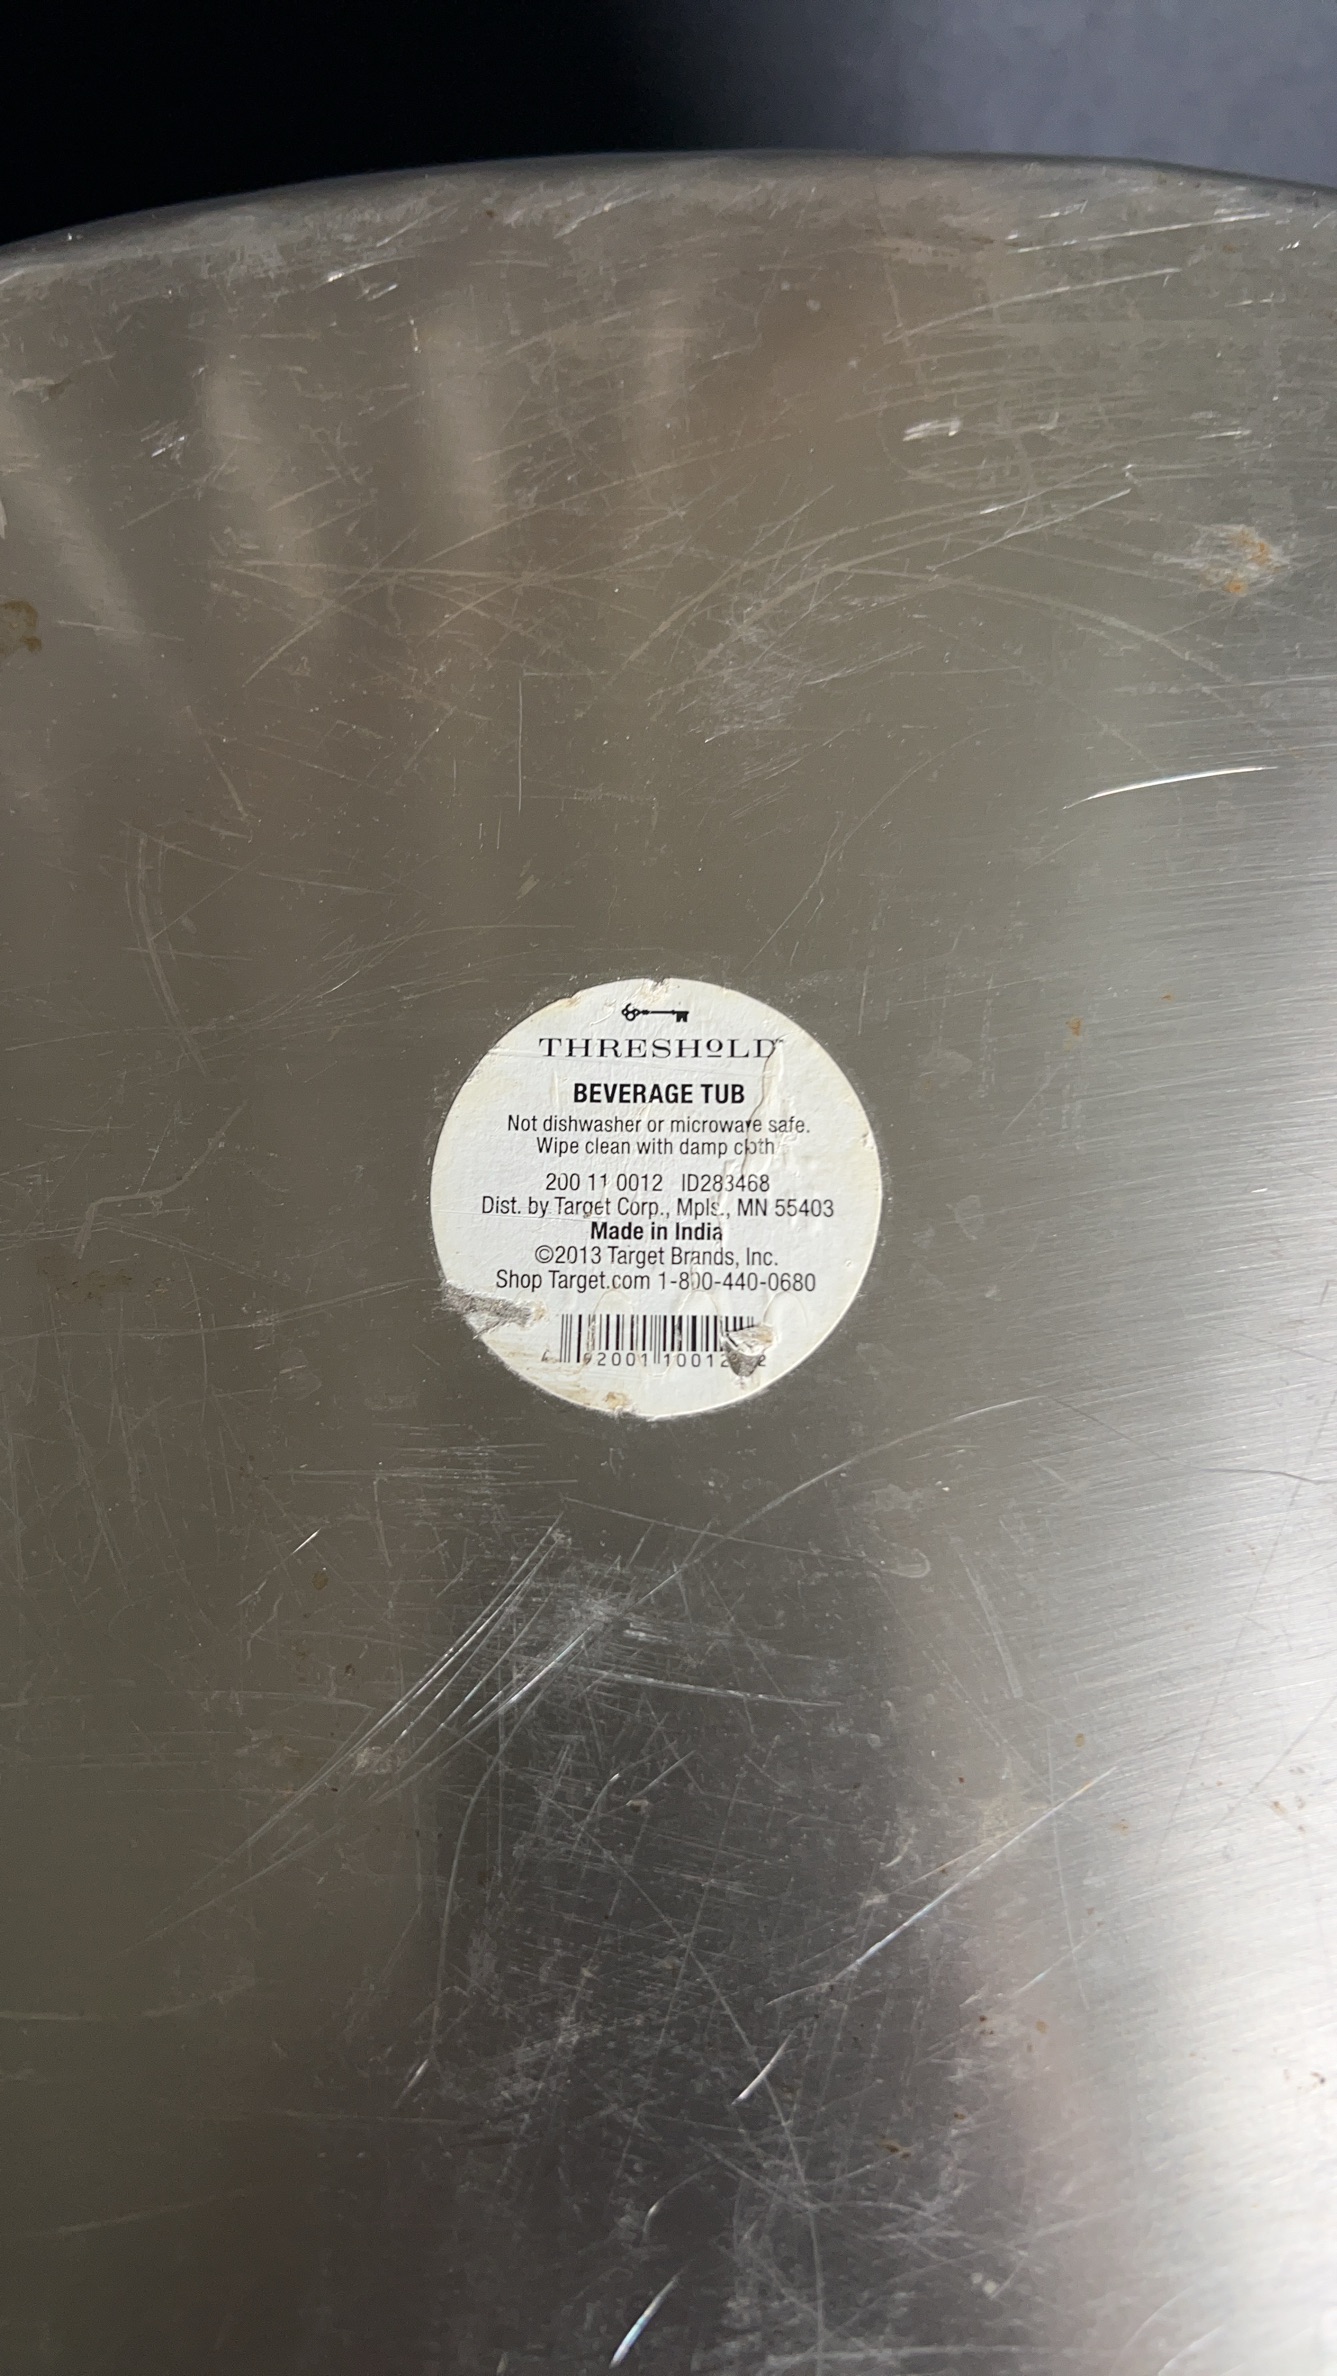 THRESHOLD™
BEVERAGE TUB
Not dishwasher or microwave safe.
Wipe clean with damp cloth.
200 11 0012 ID283468
Dist. by Target Corp., Mpls., MN 55403
Made in India
©2013 Target Brands, Inc.
Shop Target.com 1-800-440-0680